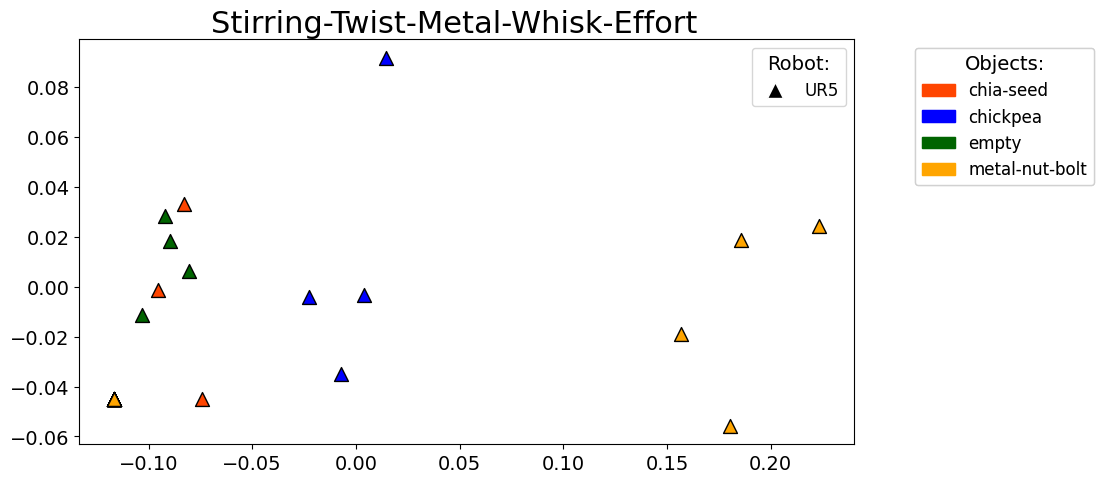 Stirring-Twist-Metal-Whisk-Effort
Robot:
UR5
Objects:
chia-seed
chickpea
empty
metal-nut-bolt
0.08
0.06
0.04
0.02
0.00
−0.02
−0.04
−0.06
−0.10
−0.05
0.00
0.05
0.10
0.15
0.20